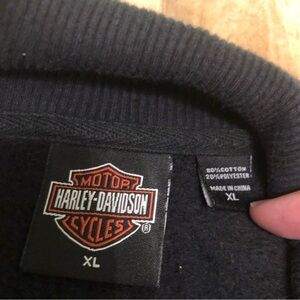 MOTOR
HARLEY-DAVIDSON
CYCLES
®
XL
80% COTTON
20% POLYESTER
MADE IN CHINA
XL